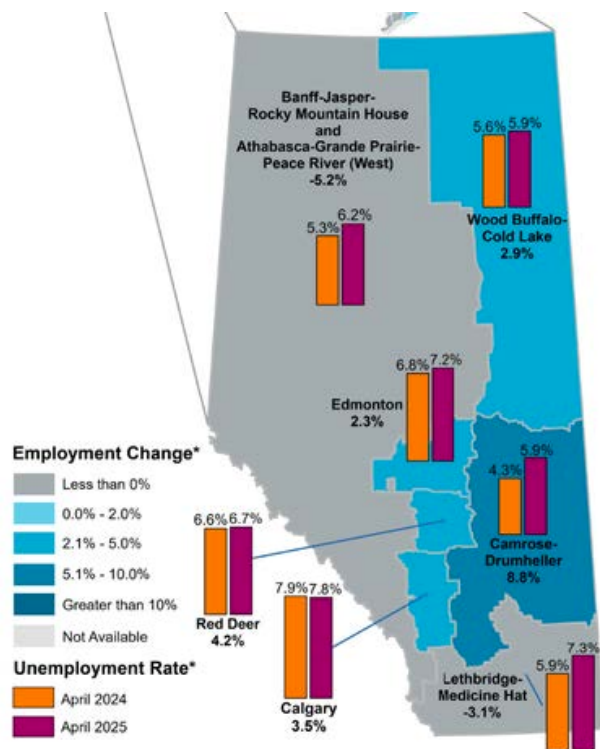 Banff-Jasper-
Rocky Mountain House
and
Athabasca-Grande Prairie-
Peace River (West)
-5.2%
5.3%
6.2%
5.6%
5.9%
Wood Buffalo-
Cold Lake
2.9%
6.8%
7.2%
Edmonton
2.3%
4.3%
5.9%
Camrose-
Drumheller
8.8%
6.6%
6.7%
Red Deer
4.2%
7.9%
7.8%
Calgary
3.5%
5.9%
7.3%
Lethbridge-
Medicine Hat
-3.1%
Employment Change*
Less than 0%
0.0% - 2.0%
2.1% - 5.0%
5.1% - 10.0%
Greater than 10%
Not Available
Unemployment Rate*
April 2024
April 2025